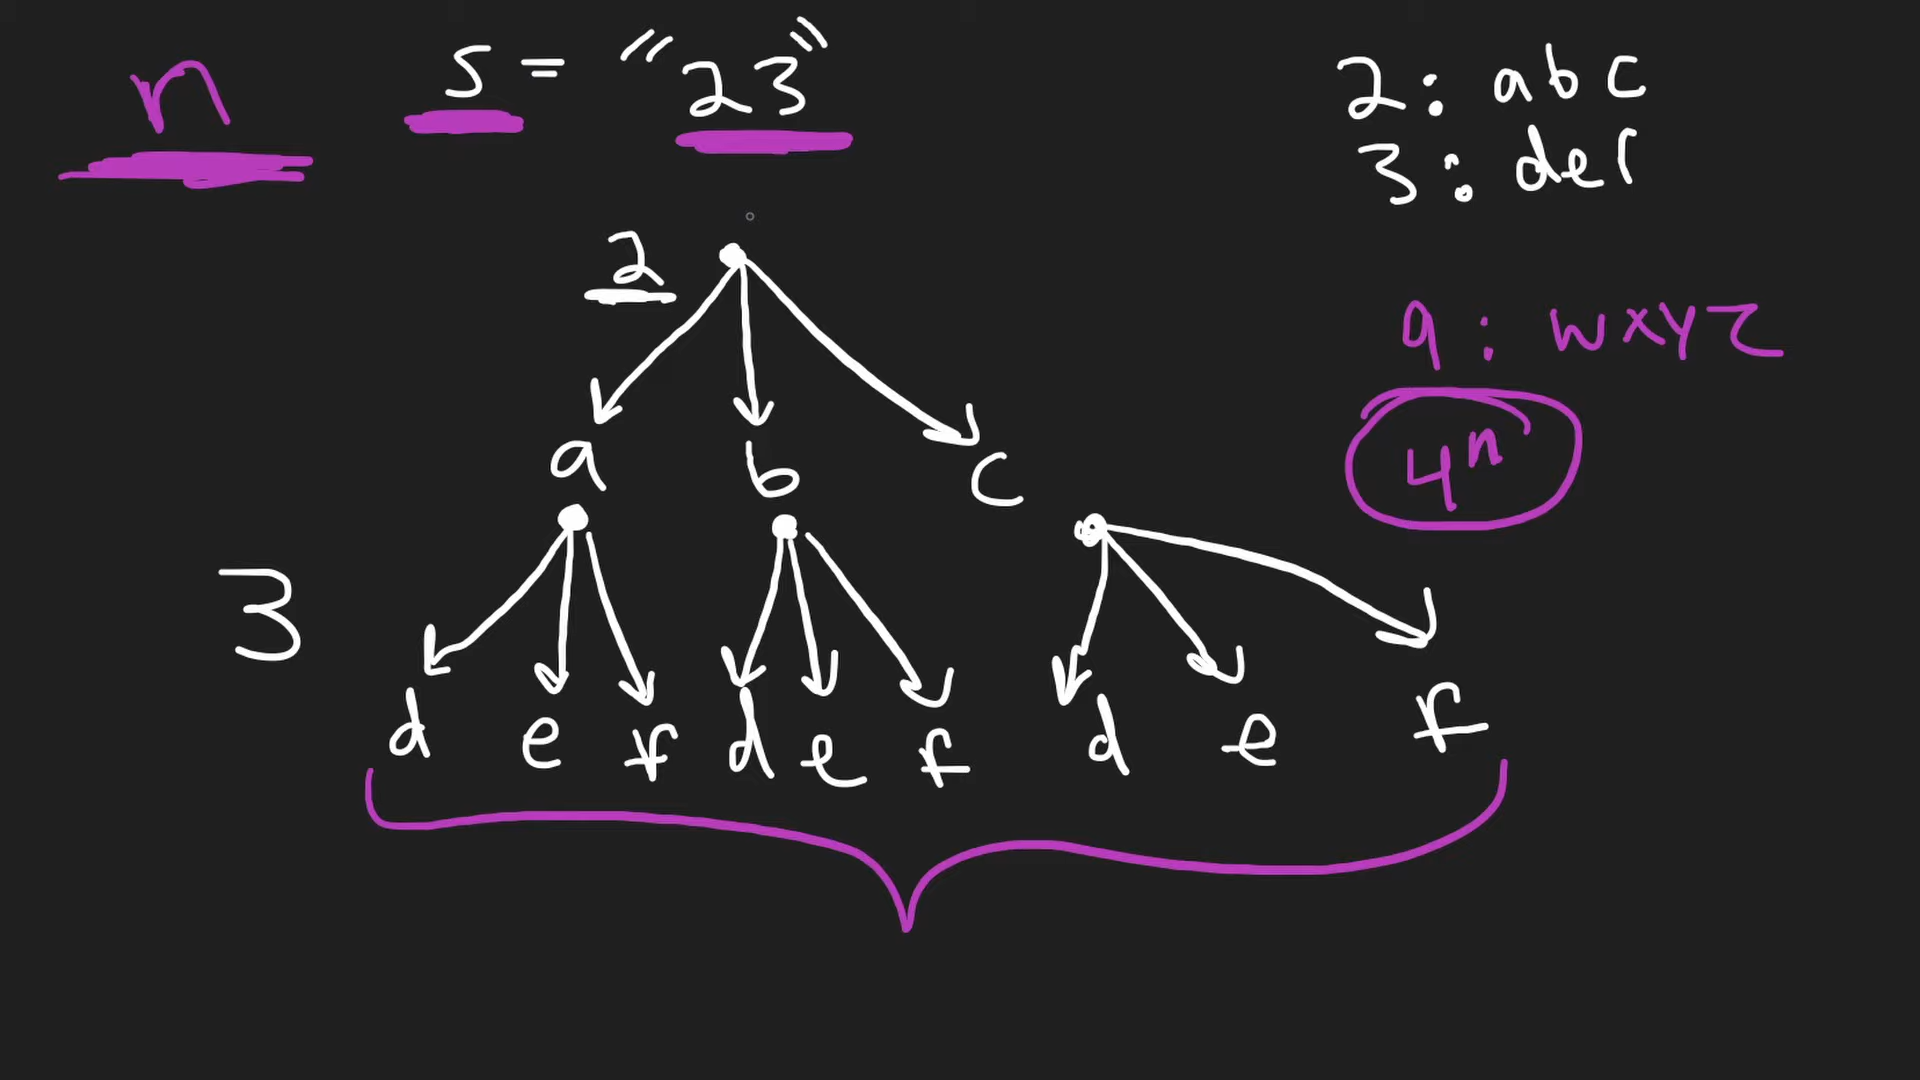 n
s = "23"
2: abc
3: def
2
9: wxyz
4ⁿ
a b c
3
d e f d e f d e f